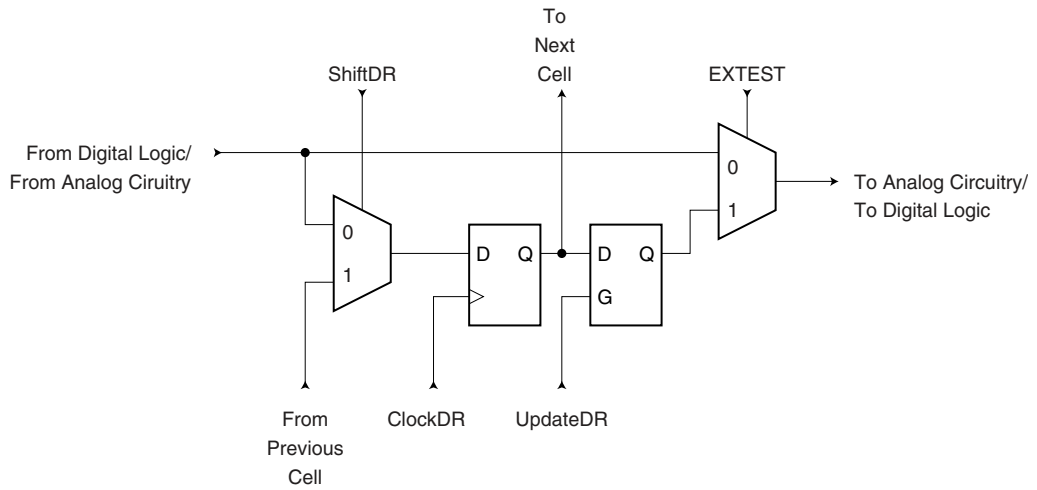 To
Next
Cell
ShiftDR
EXTEST
From Digital Logic/
From Analog Ciruitry
0
1
D Q
D Q
G
0
1
To Analog Circuitry/
To Digital Logic
From
Previous
Cell
ClockDR
UpdateDR